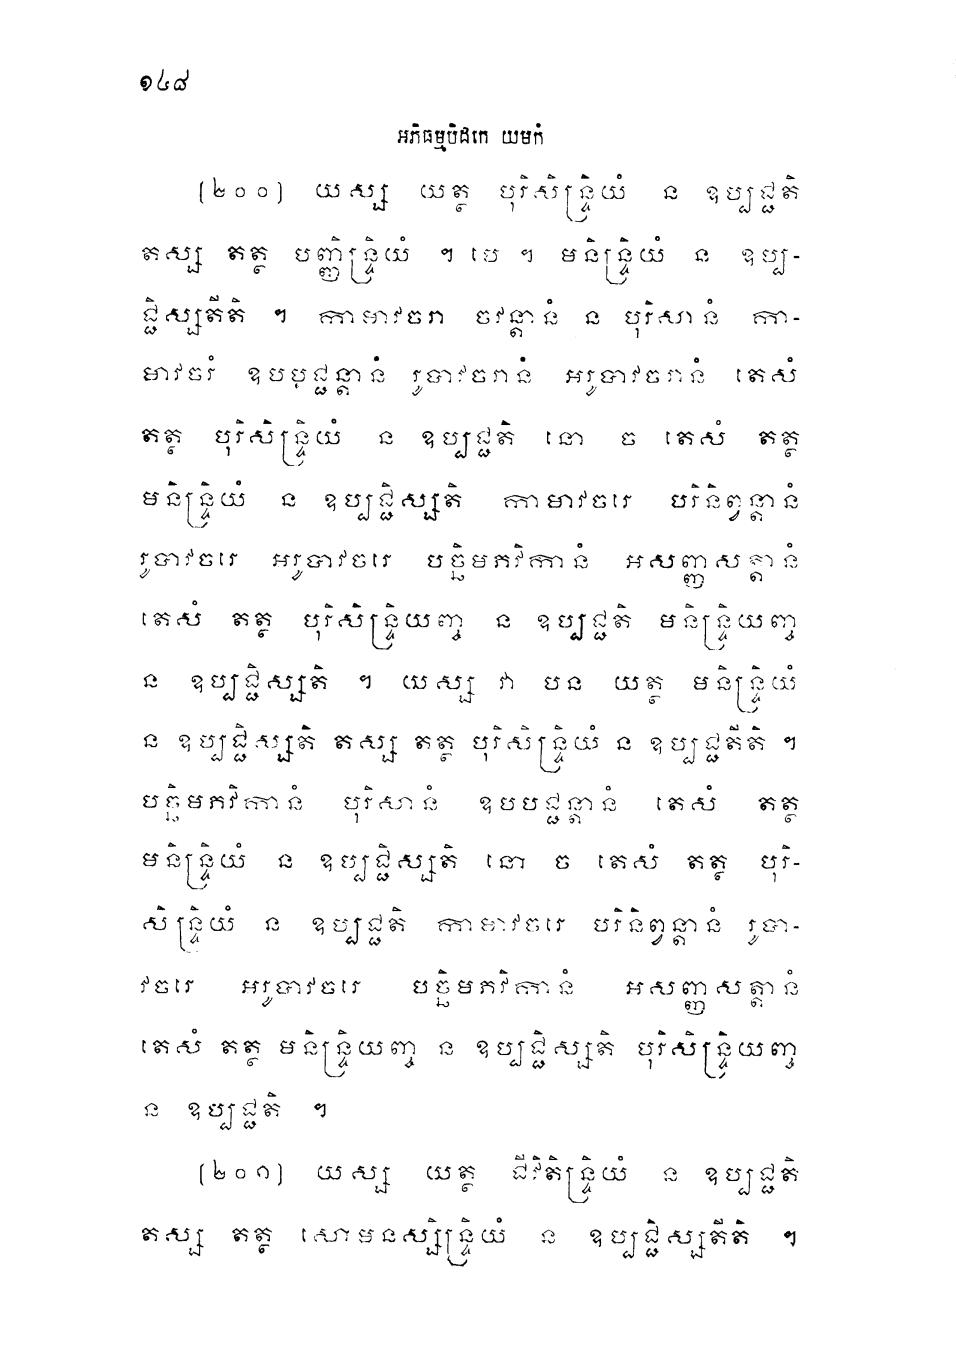 ១៤៨
អភិធម្មបិដកេ យមកំ
(២០០) យស្ស យត្ថ បុរិសិន្ទ្រិយំ ន ឧប្បជ្ជតិ
តស្ស តត្ថ បញ្ញិន្ទ្រិយំ ។ បេ ។ មនិន្ទ្រិយំ ន ឧប្ប-
ជ្ជិស្សតីតិ ។ កាមាវចរា ចវន្តានំ ន បុរិសានំ កា-
មាវចរំ ឧបបជ្ជន្តានំ រូបាវចរានំ អរូបាវចរានំ តេសំ
តត្ថ បុរិសិន្ទ្រិយំ ន ឧប្បជ្ជតិ នោ ច តេសំ តត្ថ
មនិន្ទ្រិយំ ន ឧប្បជ្ជិស្សតិ កាមាវចរេ បរិនិព្វន្តានំ
រូបាវចរេ អរូបាវចរេ បច្ឆិមភវិកានំ អសញ្ញសត្តានំ
តេសំ តត្ថ បុរិសិន្ទ្រិយញ្ច ន ឧប្បជ្ជតិ មនិន្ទ្រិយញ្ច
ន ឧប្បជ្ជិស្សតិ ។ យស្ស វា បន យត្ថ មនិន្ទ្រិយំ
ន ឧប្បជ្ជិស្សតិ តស្ស តត្ថ បុរិសិន្ទ្រិយំ ន ឧប្បជ្ជតីតិ ។
បច្ឆិមភវិកានំ បុរិសានំ ឧបបជ្ជន្តានំ តេសំ តត្ថ
មនិន្ទ្រិយំ ន ឧប្បជ្ជិស្សតិ នោ ច តេសំ តត្ថ បុរិ-
សិន្ទ្រិយំ ន ឧប្បជ្ជតិ កាមាវចរេ បរិនិព្វន្តានំ រូបា-
វចរេ អរូបាវចរេ បច្ឆិមភវិកានំ អសញ្ញសត្តានំ
តេសំ តត្ថ មនិន្ទ្រិយញ្ច ន ឧប្បជ្ជិស្សតិ បុរិសិន្ទ្រិយញ្ច
ន ឧប្បជ្ជតិ ។
(២០១) យស្ស យត្ថ ជីវិតិន្ទ្រិយំ ន ឧប្បជ្ជតិ
តស្ស តត្ថ សោមនស្សិន្ទ្រិយំ ន ឧប្បជ្ជិស្សតីតិ ។